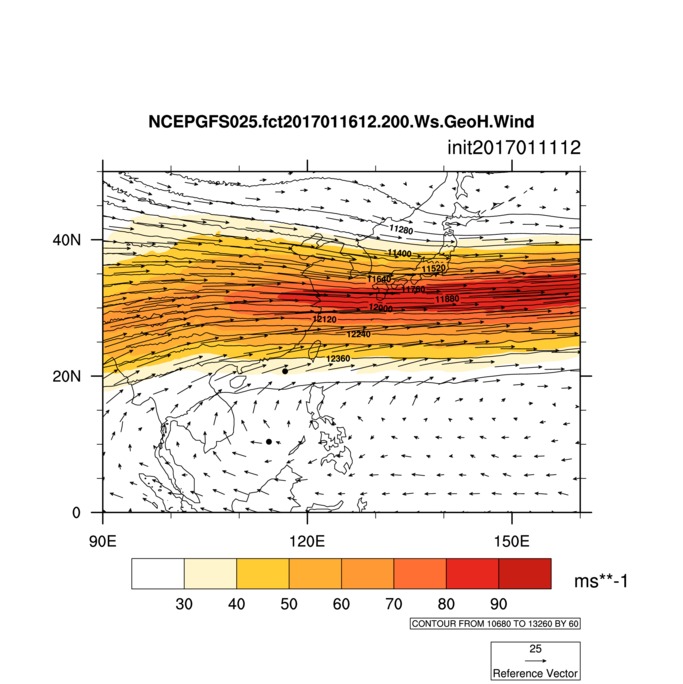 NCEPGFS025.fct2017011612.200.Ws.GeoH.Wind
init2017011112
11280
40N
11400
11520
11640
11760
11880
12000
12120
12240
12360
20N
0
90E 120E 150E
ms**-1
30 40 50 60 70 80 90
CONTOUR FROM 10680 TO 13260 BY 60
25
Reference Vector